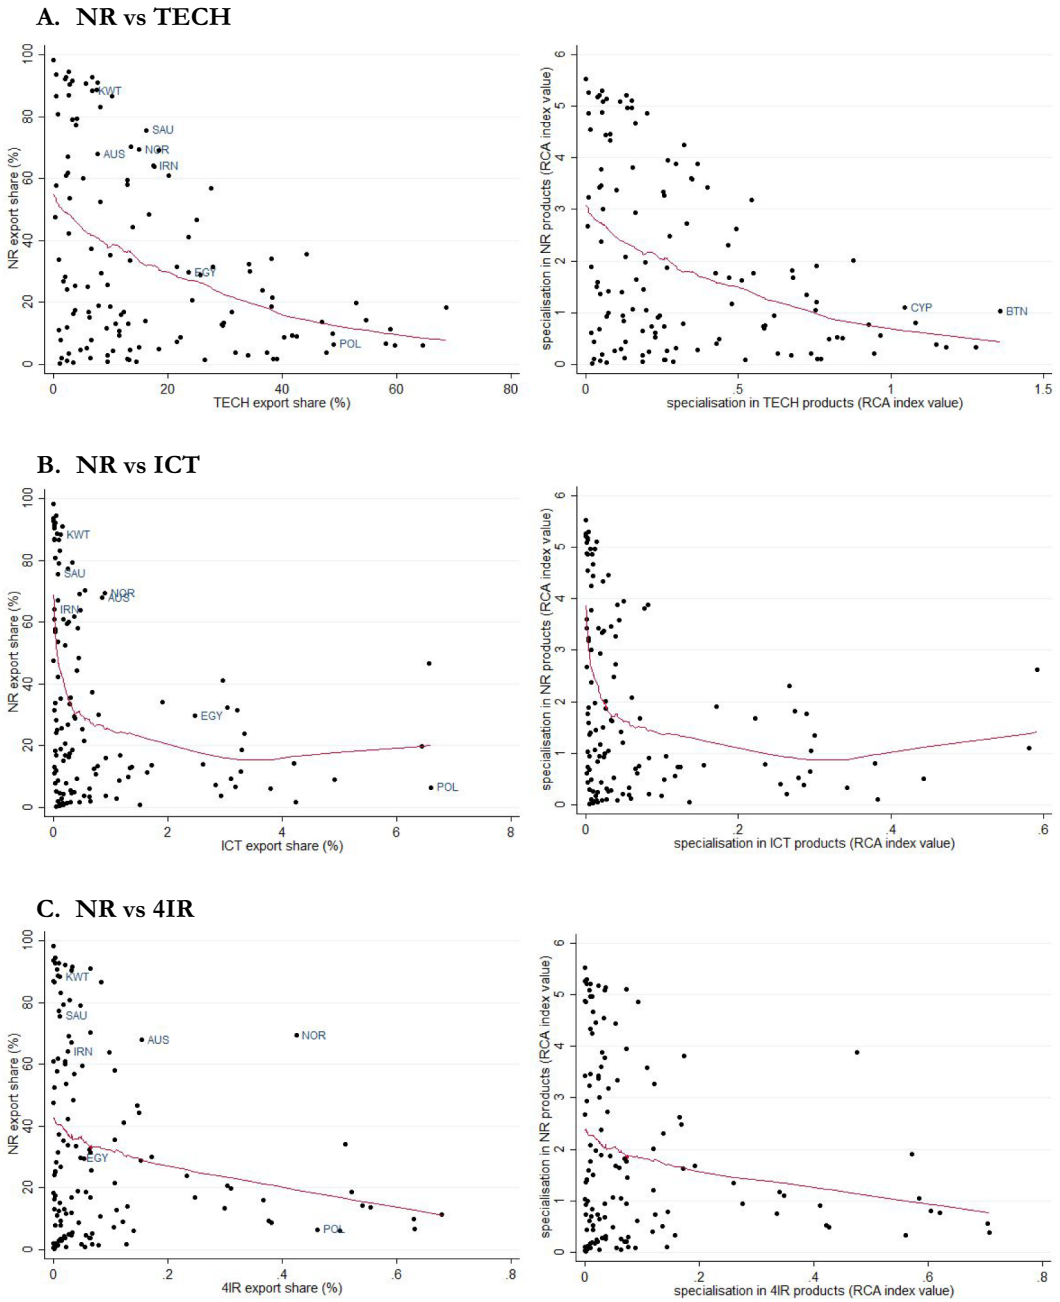 A. NR vs TECH
NR export share (%)
100
80
60
40
20
0
KWT
SAU
AUS
NOR
IRN
EGY
POL
0 20 40 60 80
TECH export share (%)
specialisation in NR products (RCA index value)
6
5
4
3
2
1
0
CYP
BTN
0 .5 1 1.5
specialisation in TECH products (RCA index value)
B. NR vs ICT
NR export share (%)
100
80
60
40
20
0
KWT
SAU
NOR
AUS
IRN
EGY
POL
0 2 4 6 8
ICT export share (%)
specialisation in NR products (RCA index value)
6
5
4
3
2
1
0
0 .2 .4 .6
specialisation in ICT products (RCA index value)
C. NR vs 4IR
NR export share (%)
100
80
60
40
20
0
KWT
SAU
AUS
NOR
IRN
EGY
POL
0 .2 .4 .6 .8
4IR export share (%)
specialisation in NR products (RCA index value)
6
5
4
3
2
1
0
0 .2 .4 .6 .8
specialisation in 4IR products (RCA index value)